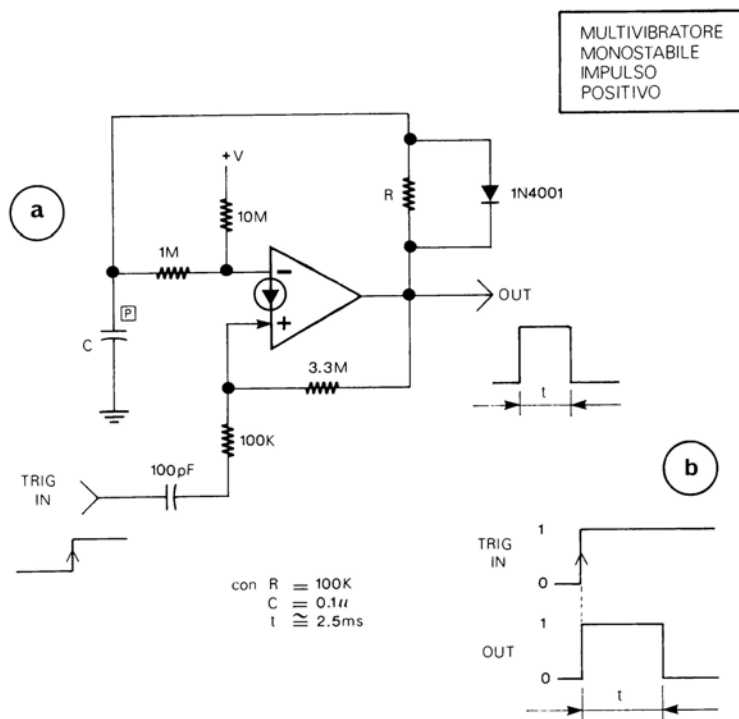 MULTIVIBRATORE
MONOSTABILE
IMPULSO
POSITIVO
a
+V
10M
R
1N4001
1M
P
C
−
+
OUT
3.3M
t
100K
100pF
TRIG
IN
b
con R = 100K
C = 0.1u
t ≅ 2.5ms
TRIG
IN
1
0
OUT
1
0
t